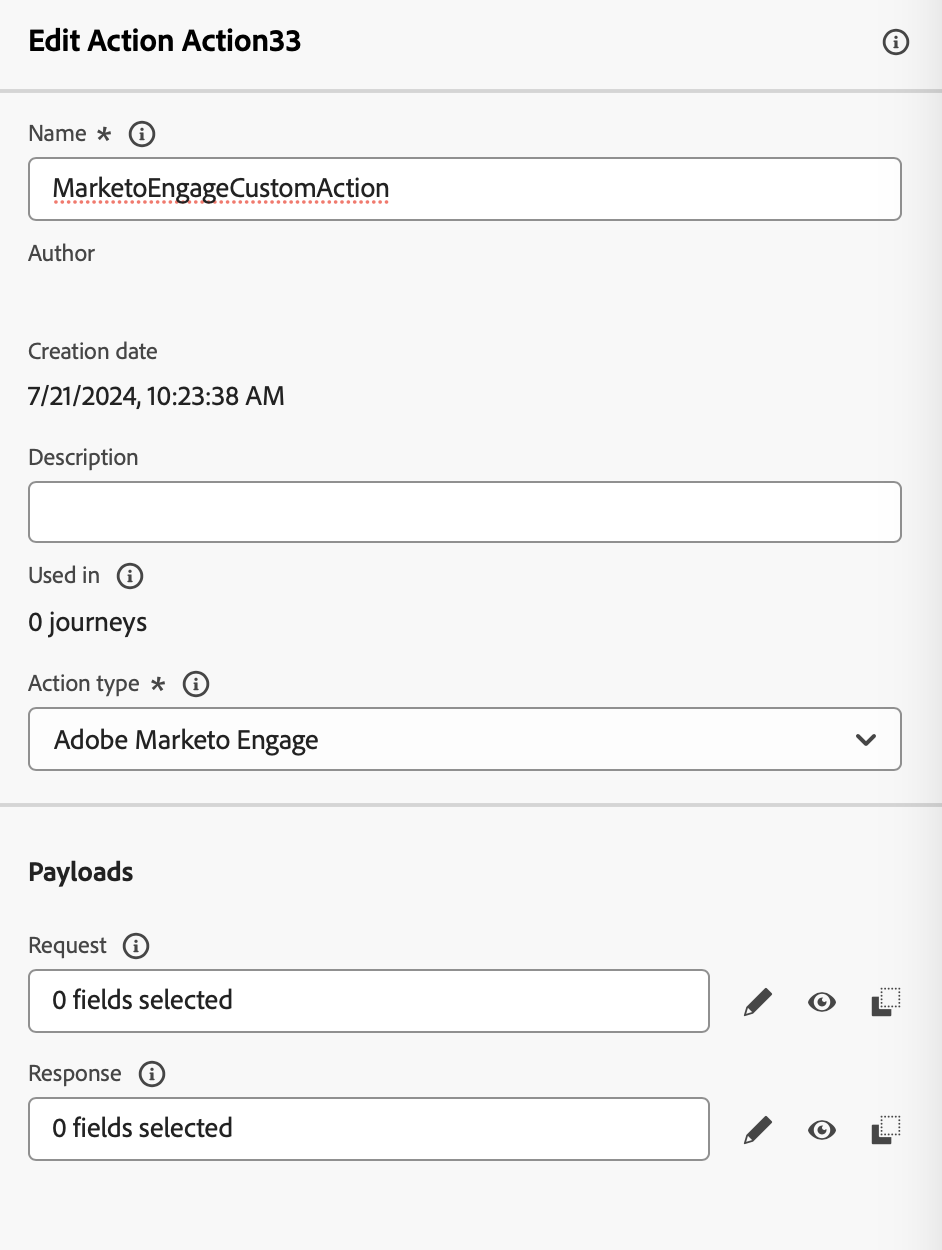 Edit Action Action33
Name *
MarketoEngageCustomAction
Author
Creation date
7/21/2024, 10:23:38 AM
Description
Used in
0 journeys
Action type *
Adobe Marketo Engage
Payloads
Request
0 fields selected
Response
0 fields selected